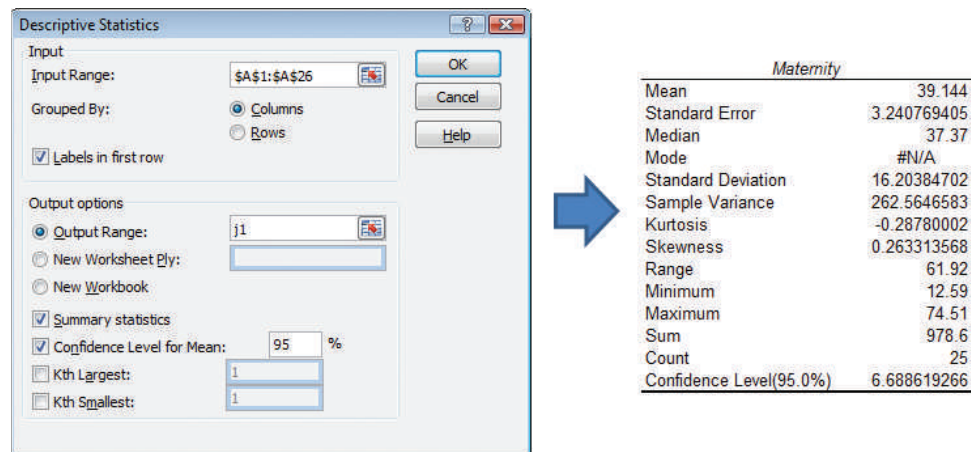 Descriptive Statistics
Input
Input Range: $A$1:$A$26
Grouped By: Columns
Rows
Labels in first row
Output options
Output Range: j1
New Worksheet Ply:
New Workbook
Summary statistics
Confidence Level for Mean: 95 %
Kth Largest: 1
Kth Smallest: 1
OK
Cancel
Help
Maternity
Mean 39.144
Standard Error 3.240769405
Median 37.37
Mode #N/A
Standard Deviation 16.20384702
Sample Variance 262.5646583
Kurtosis -0.28780002
Skewness 0.263313568
Range 61.92
Minimum 12.59
Maximum 74.51
Sum 978.6
Count 25
Confidence Level(95.0%) 6.688619266